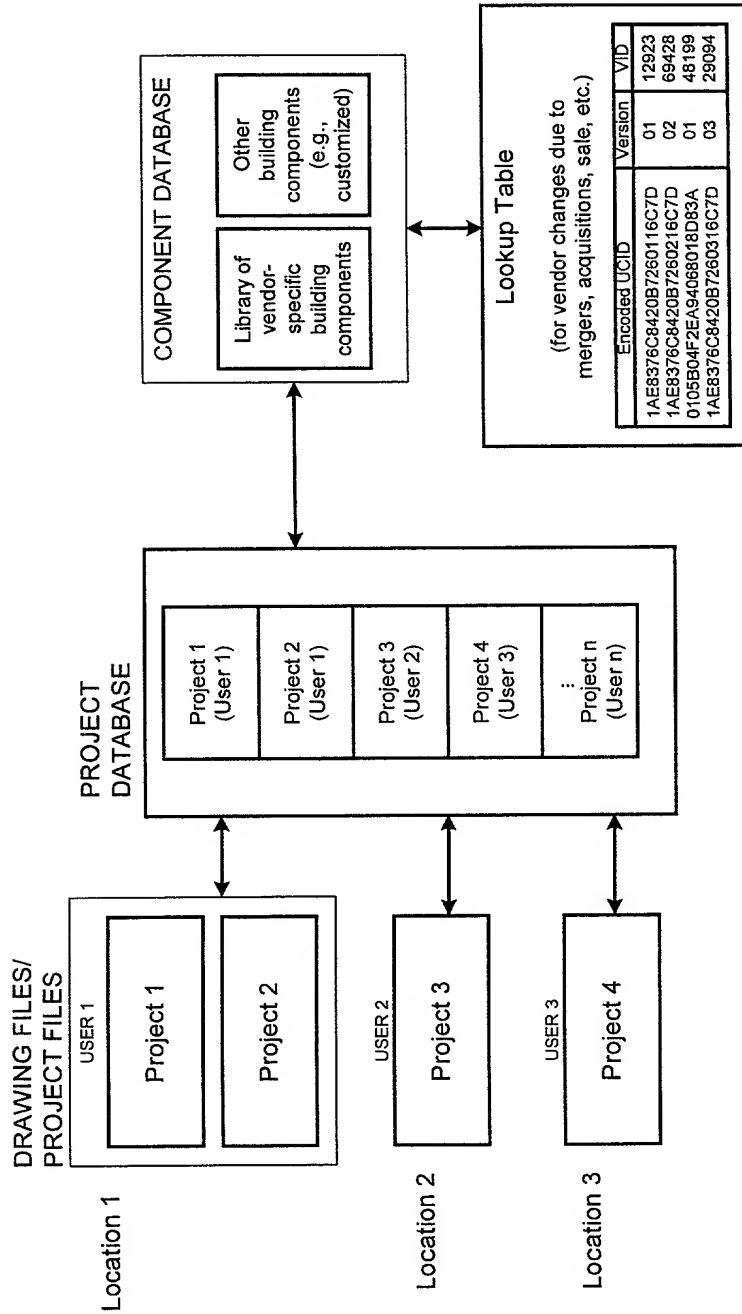 DRAWING FILES/
PROJECT FILES
Location 1
USER 1
Project 1
Project 2
Location 2
USER 2
Project 3
Location 3
USER 3
Project 4
PROJECT
DATABASE
Project 1
(User 1)
Project 2
(User 1)
Project 3
(User 2)
Project 4
(User 3)
...
Project n
(User n)
COMPONENT DATABASE
Library of
vendor-
specific
building
components
Other
building
components
(e.g.,
customized)
Lookup Table
(for vendor changes due to
mergers, acquisitions, sale, etc.)
Encoded UCID Version VID
1AE8376C8420B7260116C7D 01 12923
1AE8376C8420B7260216C7D 02 69428
0105B04F2EA94068018D83A 01 48199
1AE8376C8420B7260316C7D 03 29094